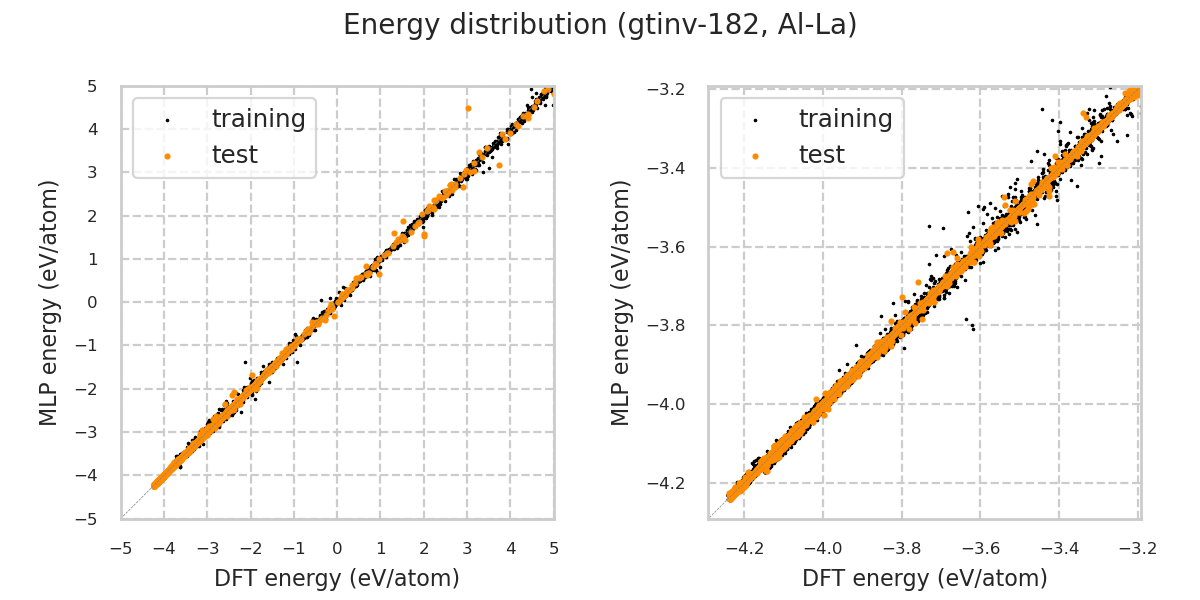 Energy distribution (gtinv-182, Al-La)
MLP energy (eV/atom)
5
4
3
2
1
0
−1
−2
−3
−4
−5
training
test
−5 −4 −3 −2 −1 0 1 2 3 4 5
DFT energy (eV/atom)
MLP energy (eV/atom)
−3.2
−3.4
−3.6
−3.8
−4.0
−4.2
training
test
−4.2 −4.0 −3.8 −3.6 −3.4 −3.2
DFT energy (eV/atom)